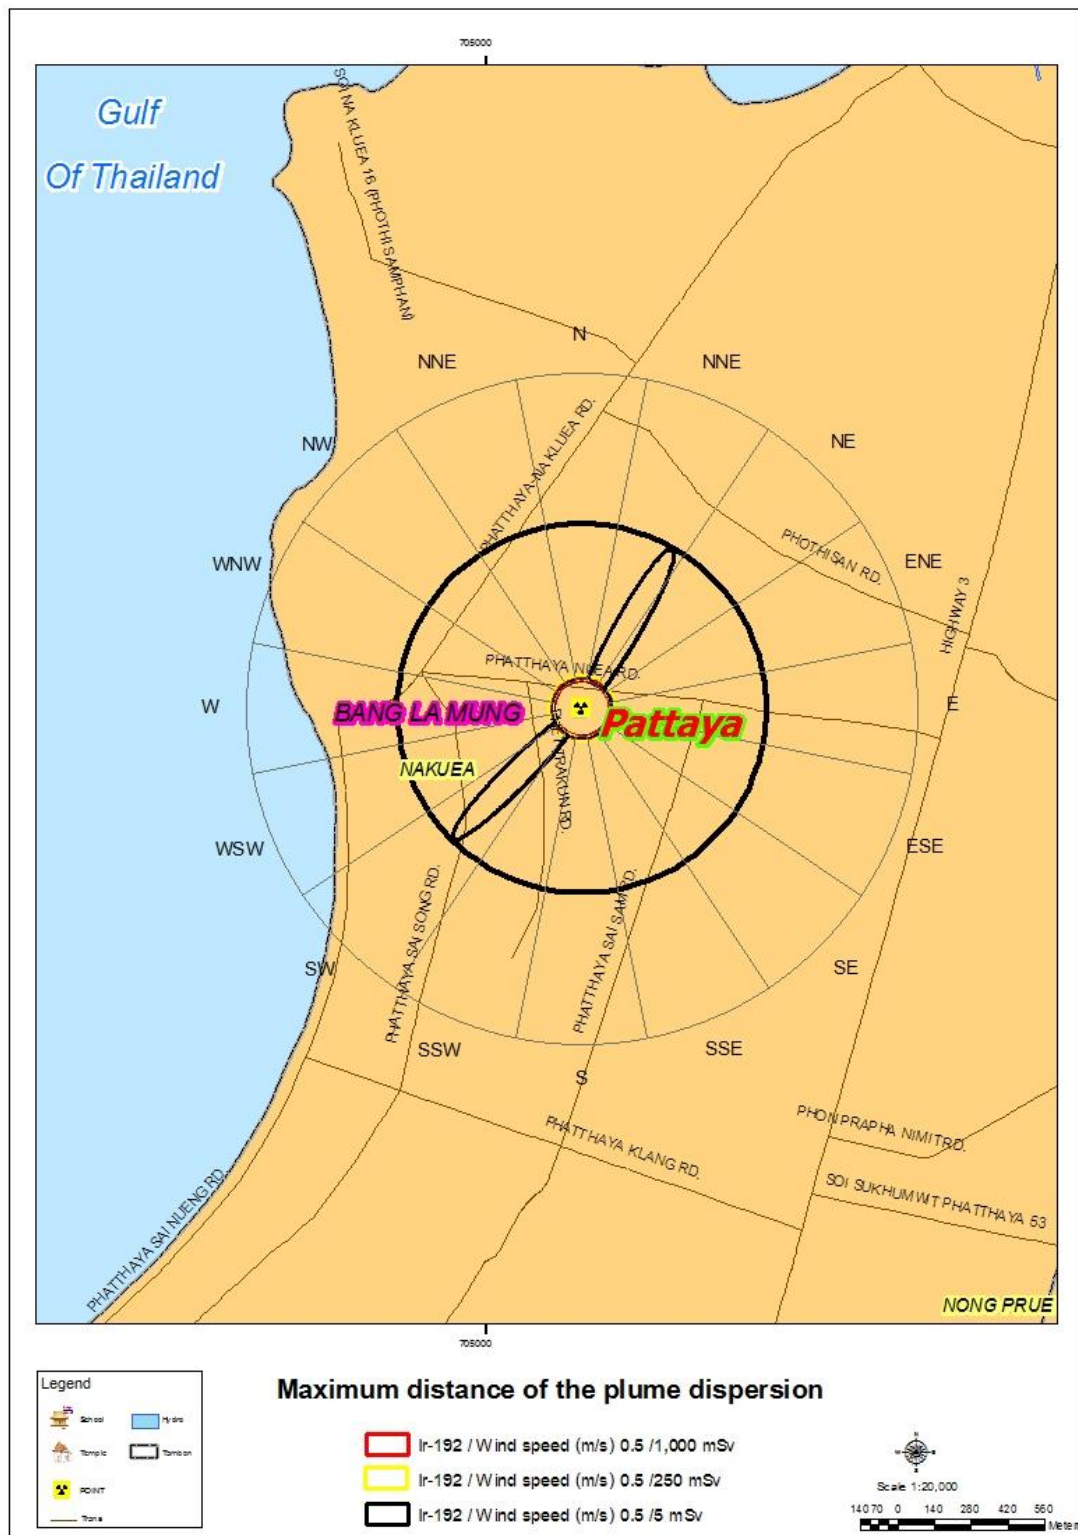 705000
Gulf
Of Thailand
SOI NA KLUEA 16 (PHOTHI SAMPHAN)
N
NNE
NNE
NW
NE
PHATTHAYA-NA KLUEA RD.
PHOTHISAN RD.
WNW
ENE
HIGHWAY 3
PHATTHAYA NUEA RD.
W
BANG LA MUNG
Pattaya
E
NAKUEA
WSW
ESE
PHATTHAYA SAI SONG RD.
PHATTHAYA SAI SAM RD.
SW
SE
SSW
SSE
S
PHATTHAYA KLANG RD.
PHON PRAPHA NIMIT RD.
SOI SUKHUMWIT PHATTHAYA 53
PHATTHAYA SAI NUENG RD.
NONG PRUE
705000
Legend
School
Hydro
Temple
Tambon
POINT
Trans
Maximum distance of the plume dispersion
Ir-192 / Wind speed (m/s) 0.5 /1,000 mSv
Ir-192 / Wind speed (m/s) 0.5 /250 mSv
Ir-192 / Wind speed (m/s) 0.5 /5 mSv
Scale 1:20,000
140 70 0 140 280 420 560
Meters